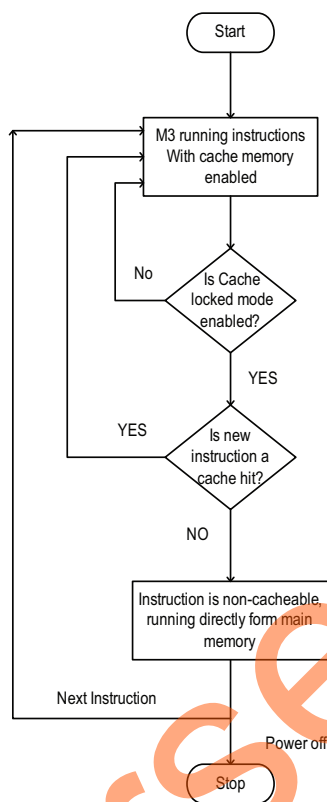 Start
M3 running instructions
With cache memory
enabled
No
Is Cache
locked mode
enabled?
YES
YES
Is new
instruction a
cache hit?
NO
Instruction is non-cacheable,
running directly form main
memory
Next Instruction
Power off
Stop